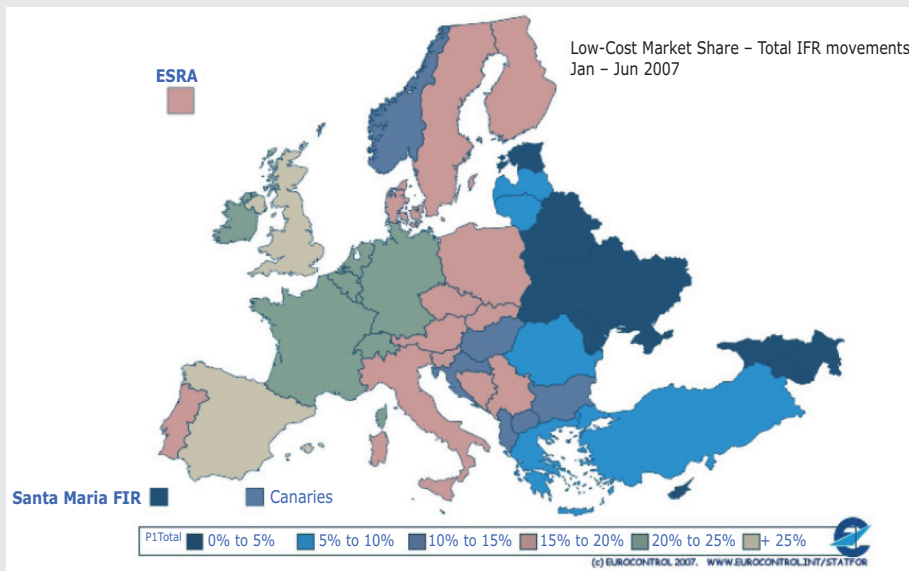 Low-Cost Market Share – Total IFR movements
Jan – Jun 2007
ESRA
Santa Maria FIR
Canaries
P1Total 0% to 5% 5% to 10% 10% to 15% 15% to 20% 20% to 25% + 25%
(c) EUROCONTROL 2007. WWW.EUROCONTROL.INT/STATFOR